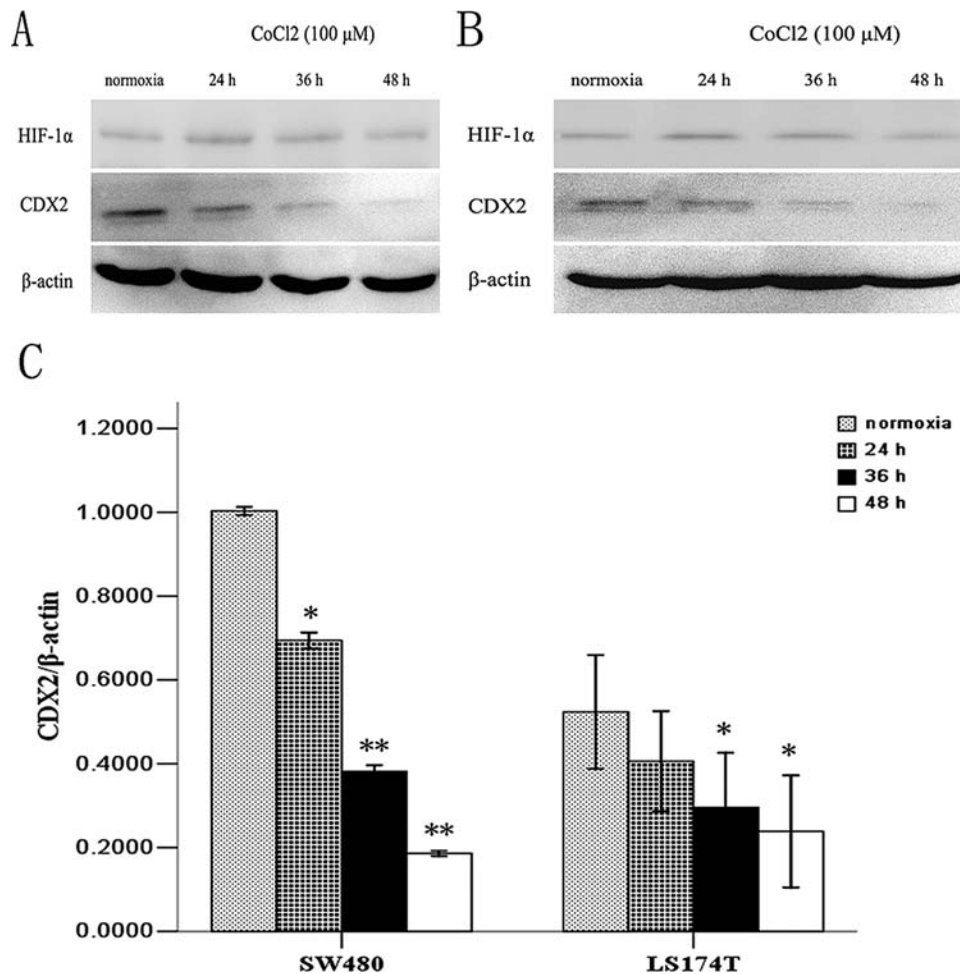 A
CoCl2 (100 μM)
normoxia 24 h 36 h 48 h
HIF-1α
CDX2
β-actin
B
CoCl2 (100 μM)
normoxia 24 h 36 h 48 h
HIF-1α
CDX2
β-actin
C
CDX2/β-actin
1.2000
1.0000
0.8000
0.6000
0.4000
0.2000
0.0000
*
**
**
*
*
normoxia
24 h
36 h
48 h
SW480 LS174T